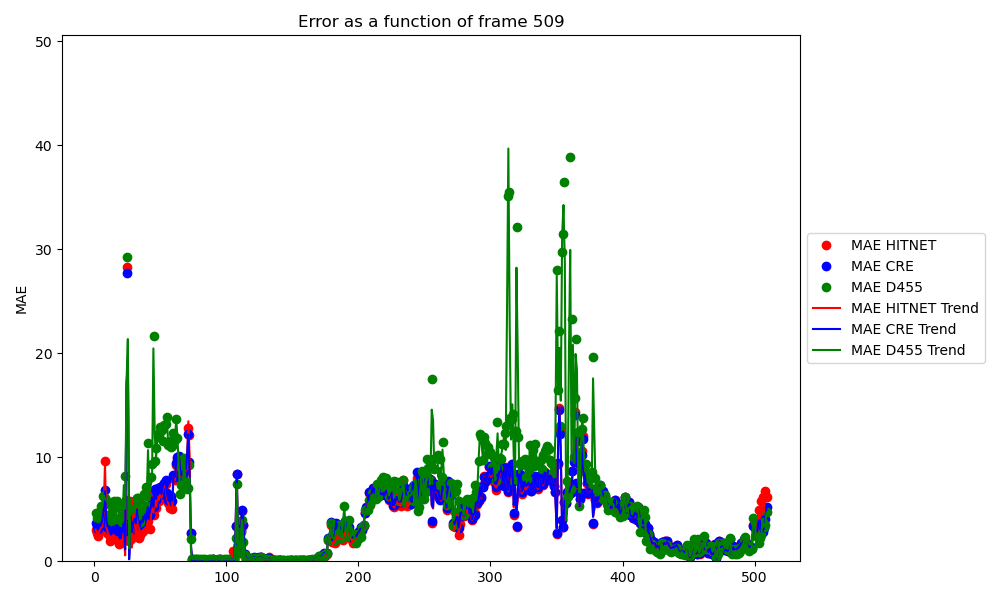 Error as a function of frame 509
MAE
50
40
30
20
10
0
0 100 200 300 400 500
MAE HITNET
MAE CRE
MAE D455
MAE HITNET Trend
MAE CRE Trend
MAE D455 Trend